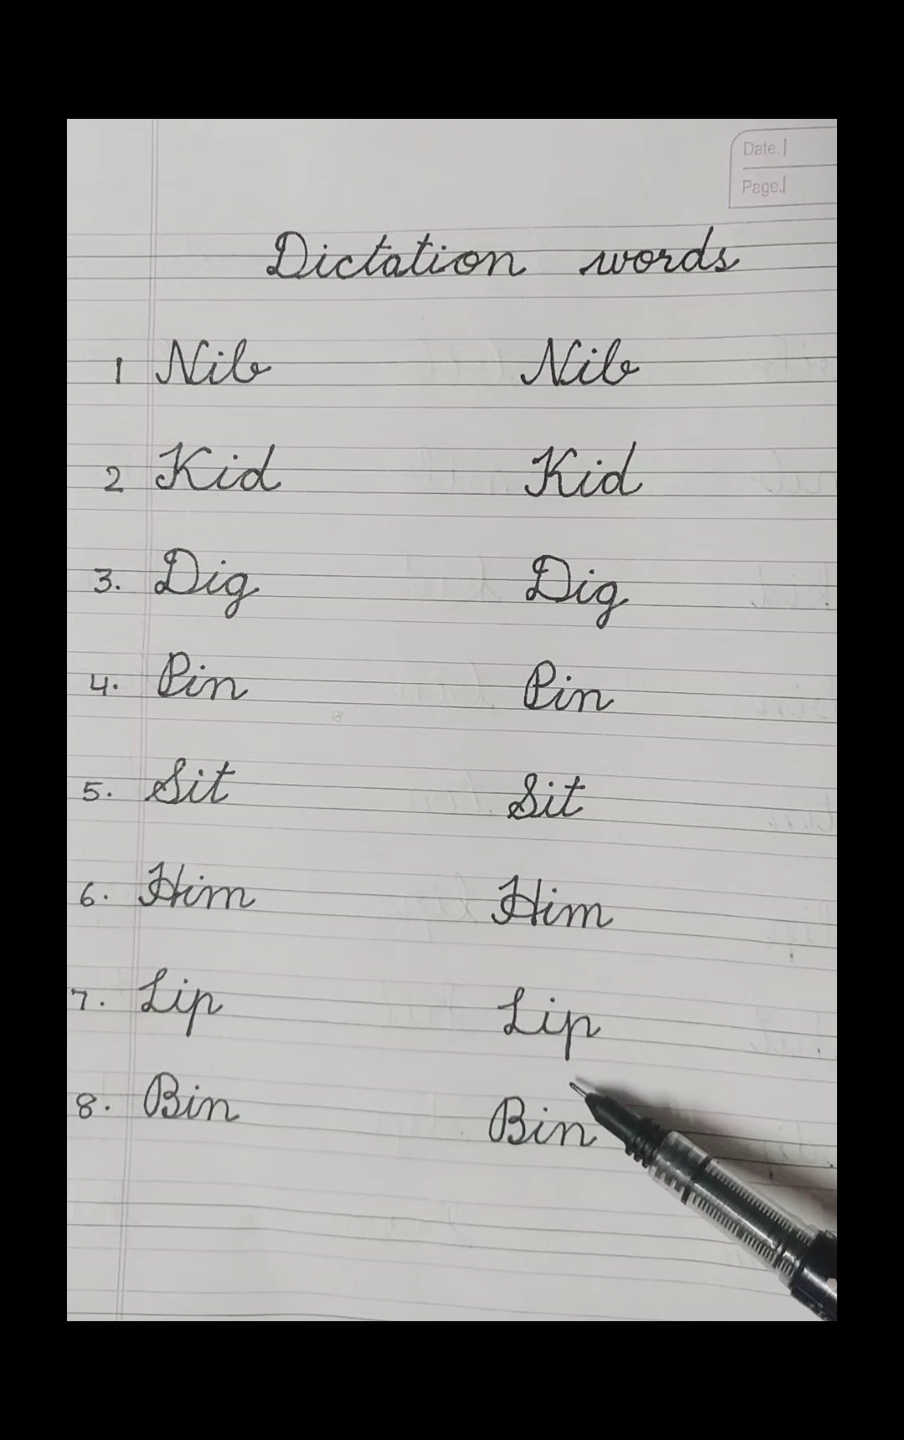 Date.
Page.
Dictation words
1 Nib Nib
2 Kid Kid
3. Dig Dig
4. Pin Pin
5. Sit Sit
6. Him Him
7. Lip Lip
8. Bin Bin